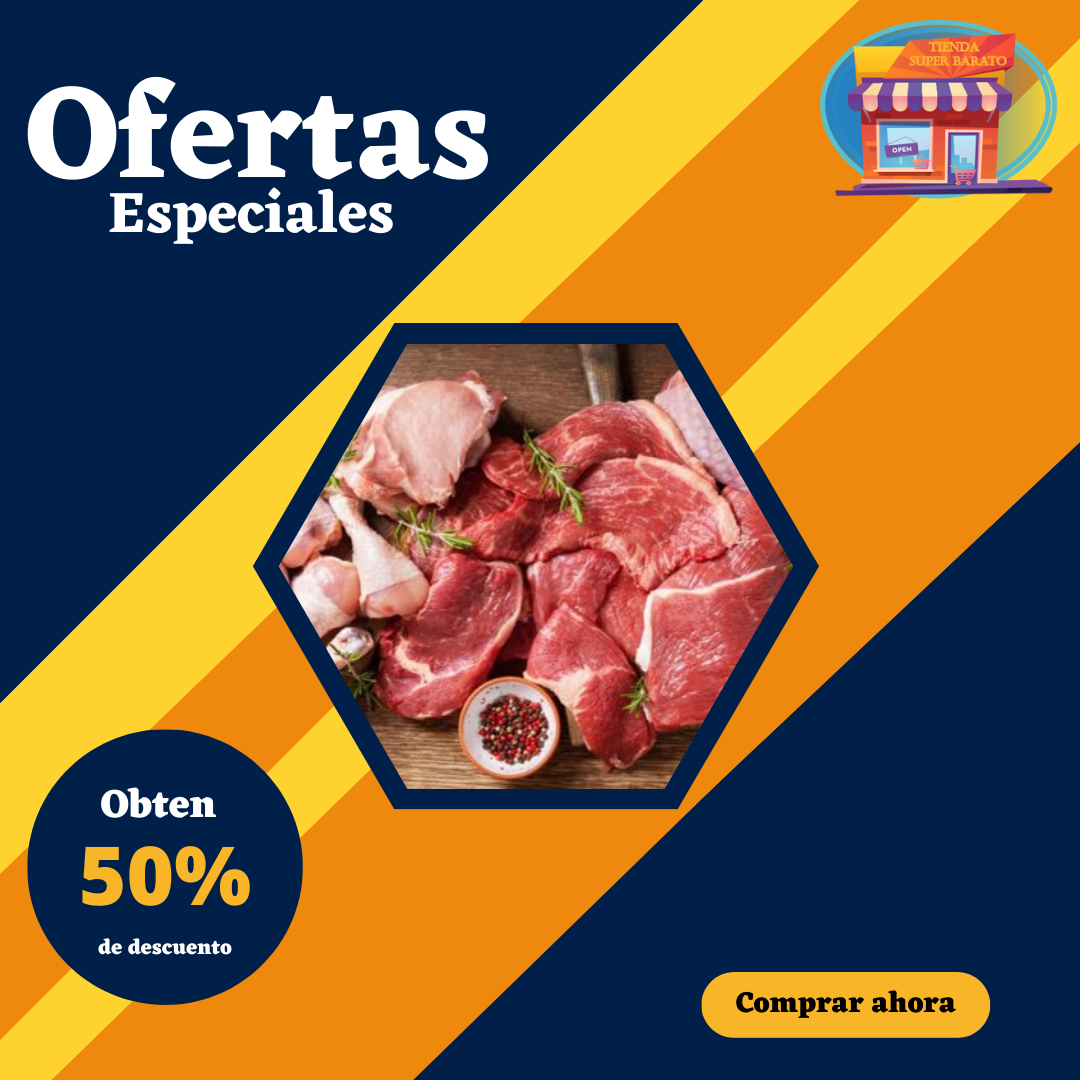 Ofertas
Especiales
TIENDA
SUPER BARATO
OPEN
Obten
50%
de descuento
Comprar ahora